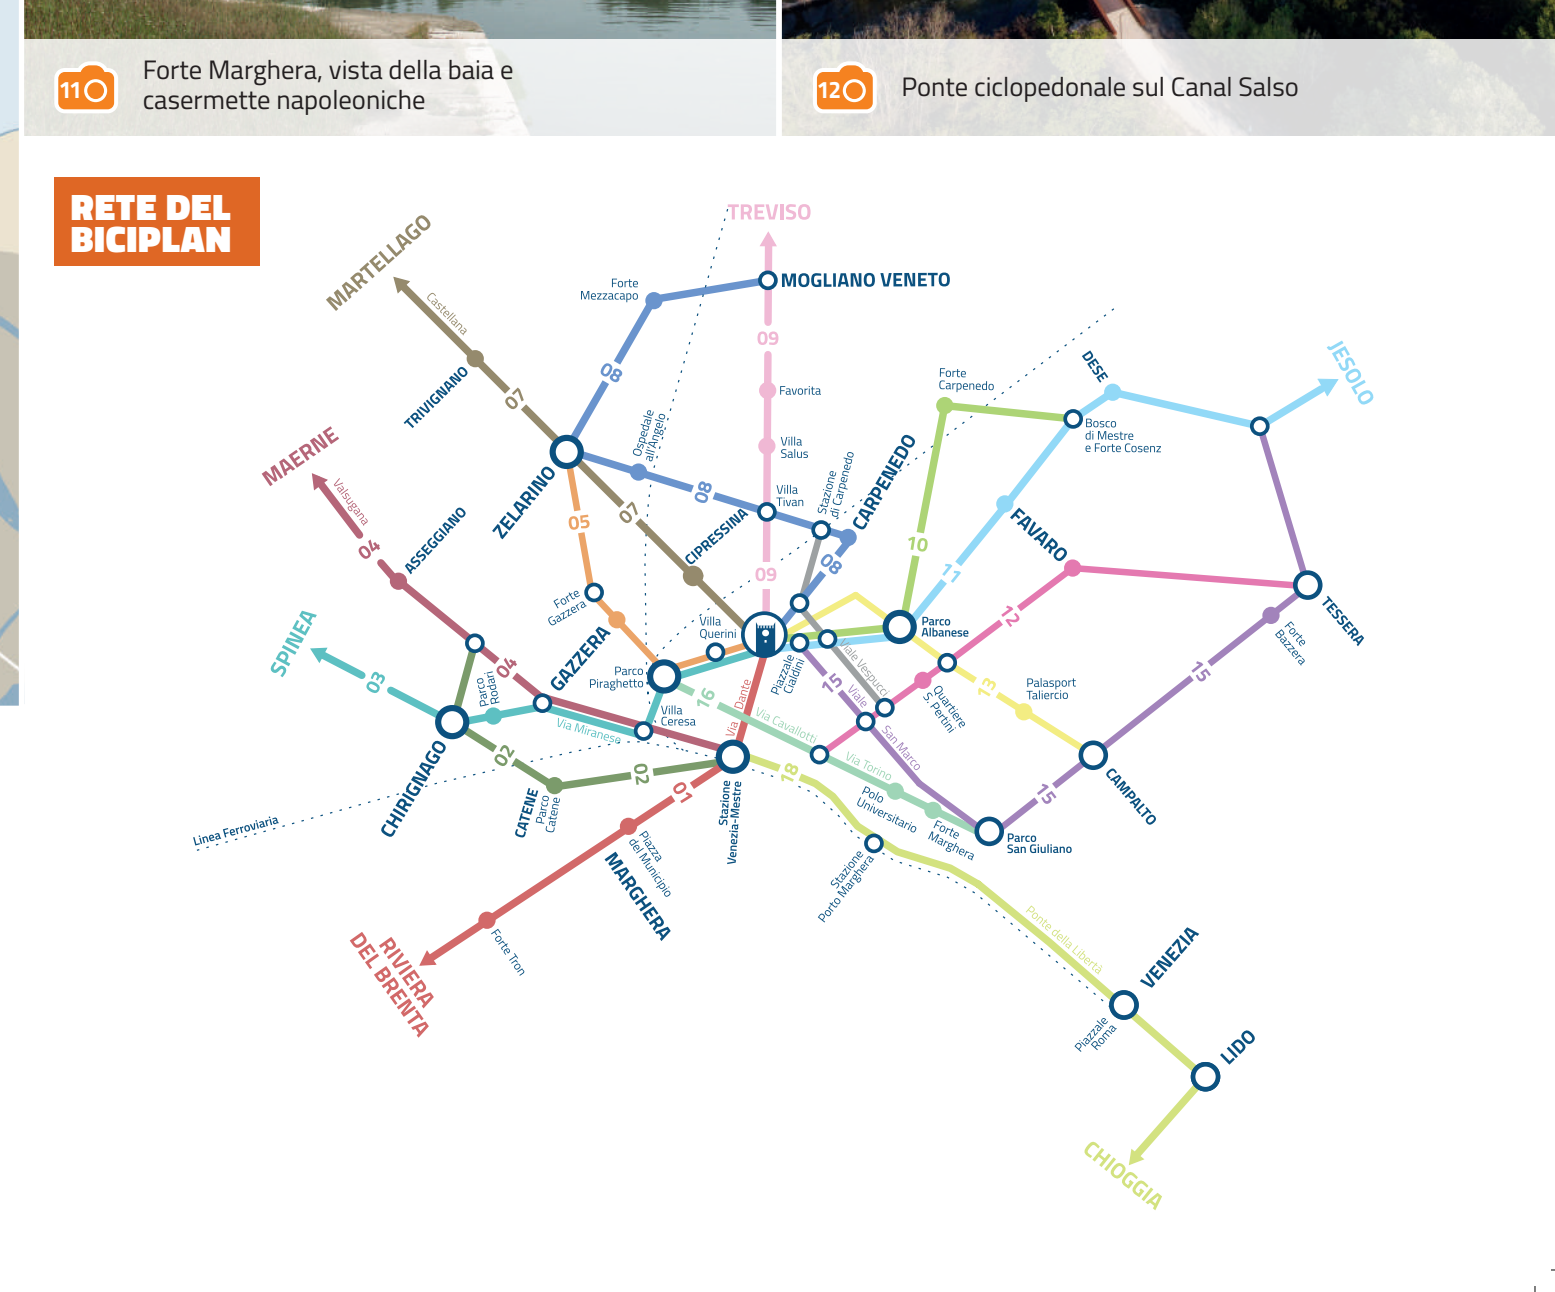 11
Forte Marghera, vista della baia e
casermette napoleoniche
12
Ponte ciclopedonale sul Canal Salso
RETE DEL
BICIPLAN
TREVISO
MARTELLAGO
Castellana
Forte
Mezzacapo
MOGLIANO VENETO
09
JESOLO
DESE
08
TRIVIGNANO
07
Favorita
Forte
Carpenedo
Ospedale
all'Angelo
Villa
Salus
Bosco
di Mestre
e Forte Cosenz
MAERNE
Valsugana
ZELARINO
08
Villa
Tivan
Stazione
di Carpenedo
CARPENEDO
FAVARO
05
07
CIPRESSINA
04
ASSEGGIANO
09
08
10
11
12
TESSERA
Forte
Bazzera
Forte
Gazzera
GAZZERA
Villa
Querini
Parco
Albanese
SPINEA
03
04
Parco
Rodari
Parco
Piraghetto
16
Via Dante
Piazzale
Cialdini
15
Viale Vespucci
Viale
San Marco
Quartiere
S. Pertini
13
Palasport
Taliercio
15
Villa
Ceresa
Via Miranese
Via Cavallotti
Via Torino
CHIRIGNAGO
02
02
18
01
CATENE
Parco
Catene
Stazione
Venezia-Mestre
Polo
Universitario
Forte
Marghera
Parco
San Giuliano
15
CAMPALTO
Linea Ferroviaria
Piazza
del Municipio
MARGHERA
Stazione
Porto Marghera
Forte Tron
RIVIERA
DEL BRENTA
Ponte della Libertà
VENEZIA
Piazzale
Roma
LIDO
CHIOGGIA